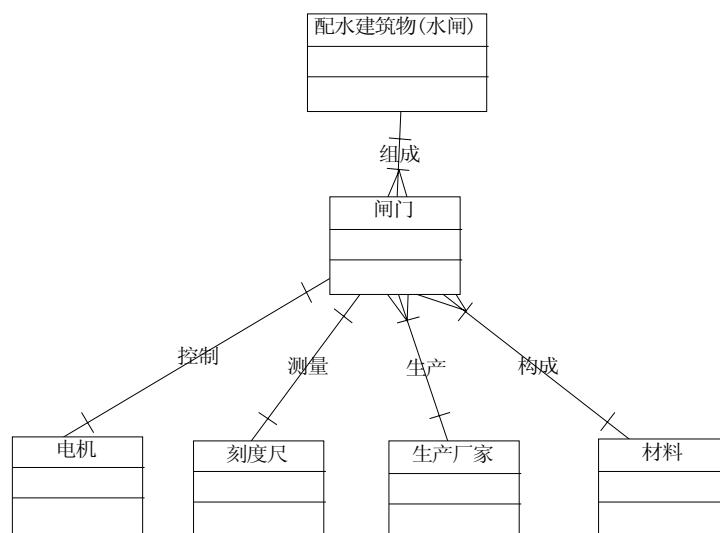 配水建筑物(水闸)
组成
闸门
控制
测量
生产
构成
电机
刻度尺
生产厂家
材料